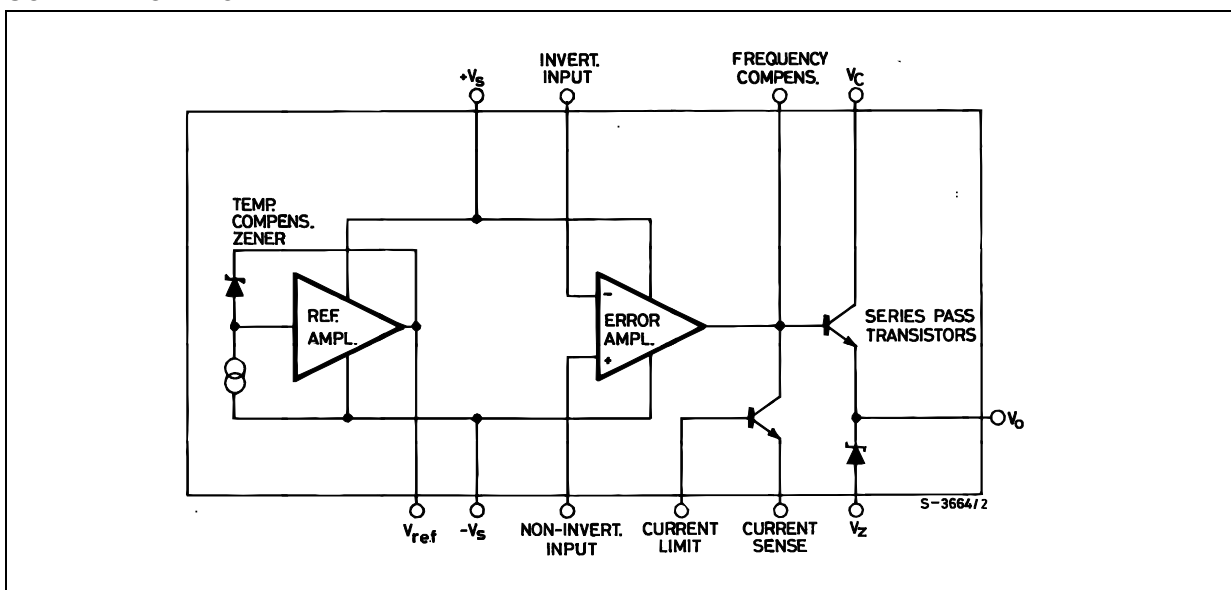 INVERT.
INPUT
FREQUENCY
COMPENS.
+Vs
VC
TEMP.
COMPENS.
ZENER
REF.
AMPL.
-
ERROR
AMPL.
+
SERIES PASS
TRANSISTORS
Vo
S-3664/2
Vref
-Vs
NON-INVERT.
INPUT
CURRENT
LIMIT
CURRENT
SENSE
Vz